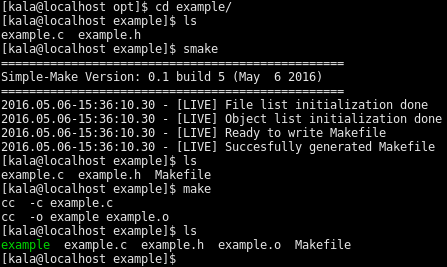 [kala@localhost opt]$ cd example/
[kala@localhost example]$ ls
example.c  example.h
[kala@localhost example]$ smake
=================================================
Simple-Make Version: 0.1 build 5 (May  6 2016)
=================================================
2016.05.06-15:36:10.30 - [LIVE] File list initialization done
2016.05.06-15:36:10.30 - [LIVE] Object list initialization done
2016.05.06-15:36:10.30 - [LIVE] Ready to write Makefile
2016.05.06-15:36:10.30 - [LIVE] Succesfully generated Makefile
[kala@localhost example]$ ls
example.c  example.h  Makefile
[kala@localhost example]$ make
cc  -c example.c
cc  -o example example.o
[kala@localhost example]$ ls
example  example.c  example.h  example.o  Makefile
[kala@localhost example]$